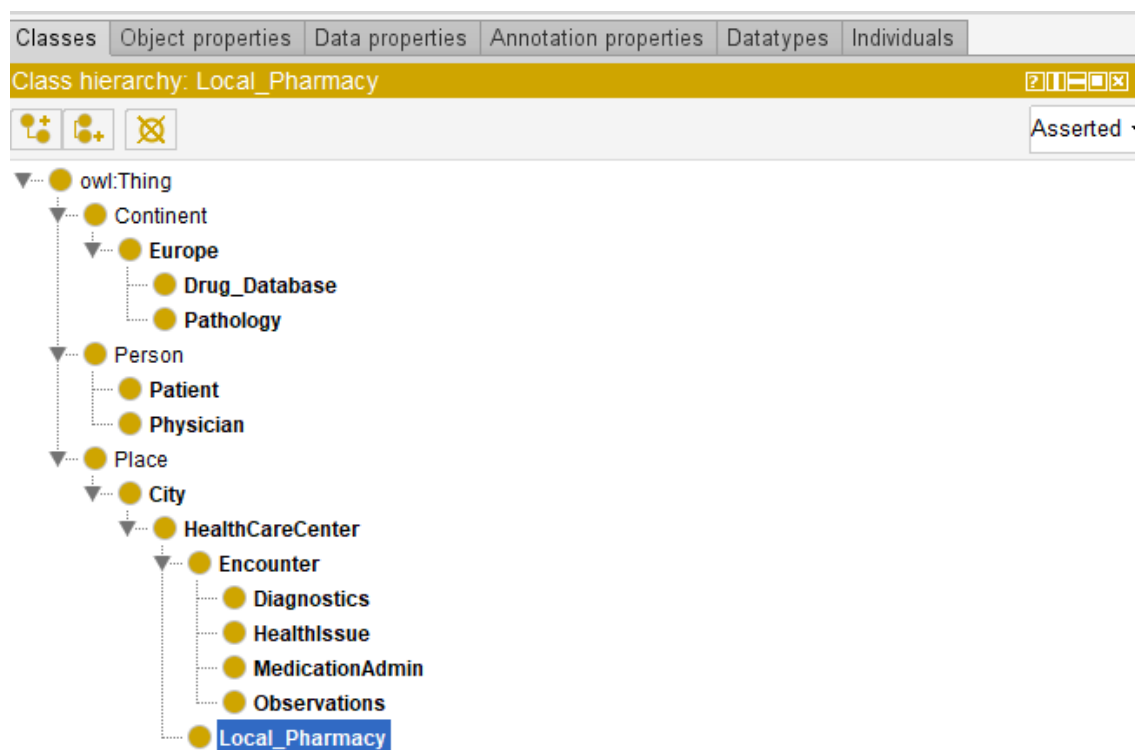 Classes Object properties Data properties Annotation properties Datatypes Individuals
Class hierarchy: Local_Pharmacy
Asserted
owl:Thing
Continent
Europe
Drug_Database
Pathology
Person
Patient
Physician
Place
City
HealthCareCenter
Encounter
Diagnostics
HealthIssue
MedicationAdmin
Observations
Local_Pharmacy